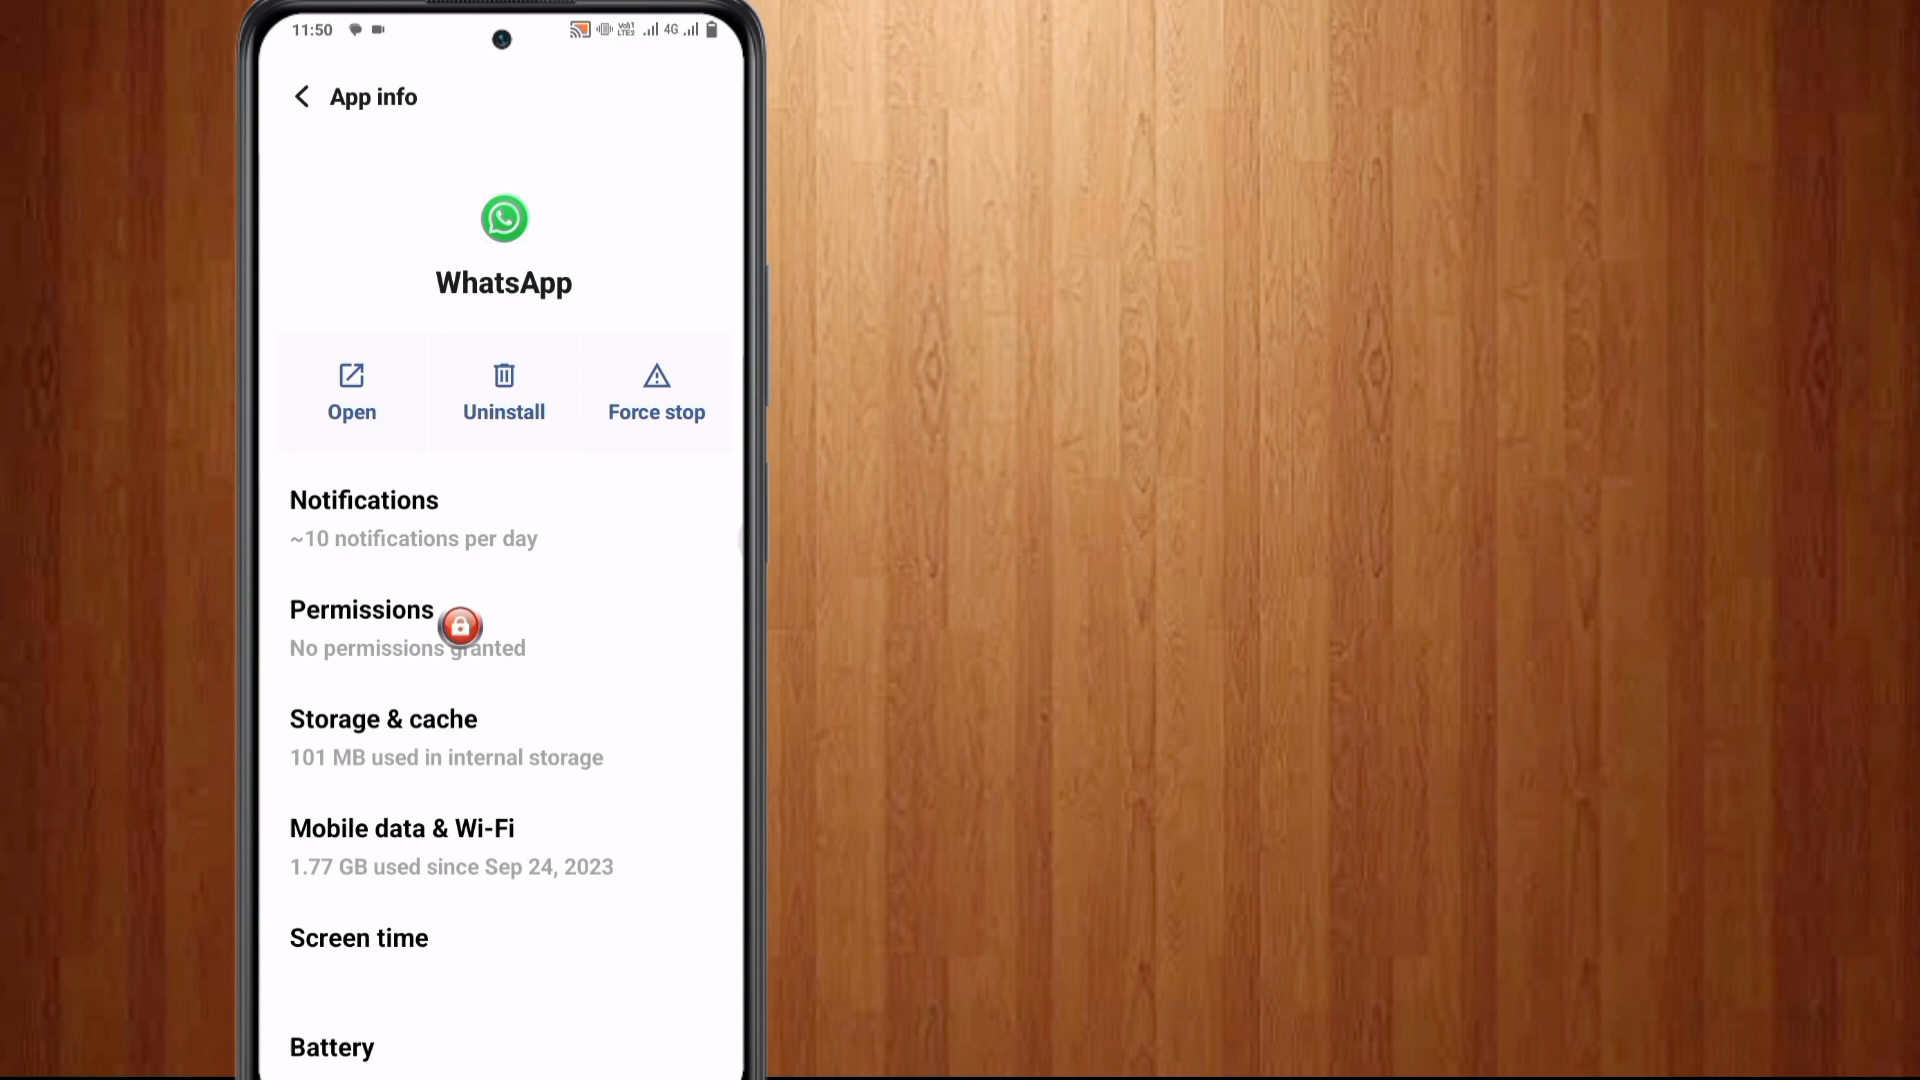 11:50
VoLTE LTE2 4G
App info
WhatsApp
Open
Uninstall
Force stop
Notifications
~10 notifications per day
Permissions
No permissions granted
Storage & cache
101 MB used in internal storage
Mobile data & Wi-Fi
1.77 GB used since Sep 24, 2023
Screen time
Battery